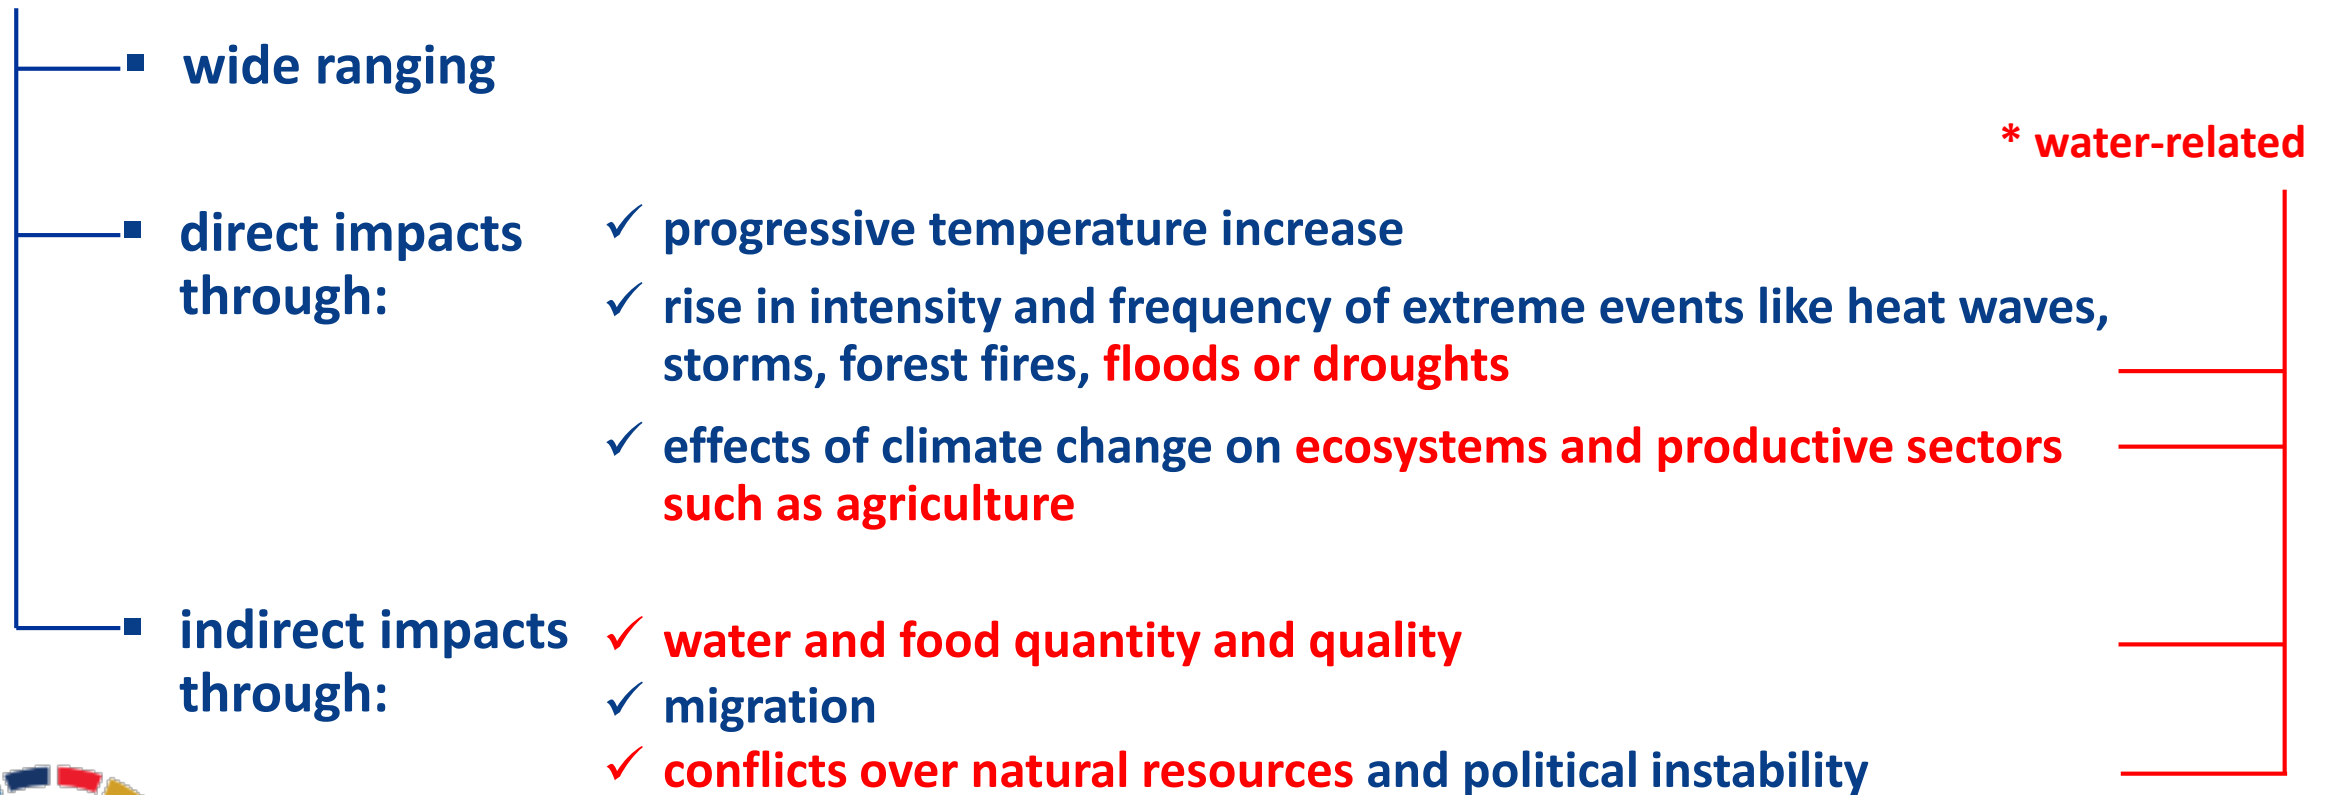 ▪ wide ranging
* water-related
▪ direct impacts
through:
✓ progressive temperature increase
✓ rise in intensity and frequency of extreme events like heat waves,
storms, forest fires, floods or droughts
✓ effects of climate change on ecosystems and productive sectors
such as agriculture
▪ indirect impacts
through:
✓ water and food quantity and quality
✓ migration
✓ conflicts over natural resources and political instability